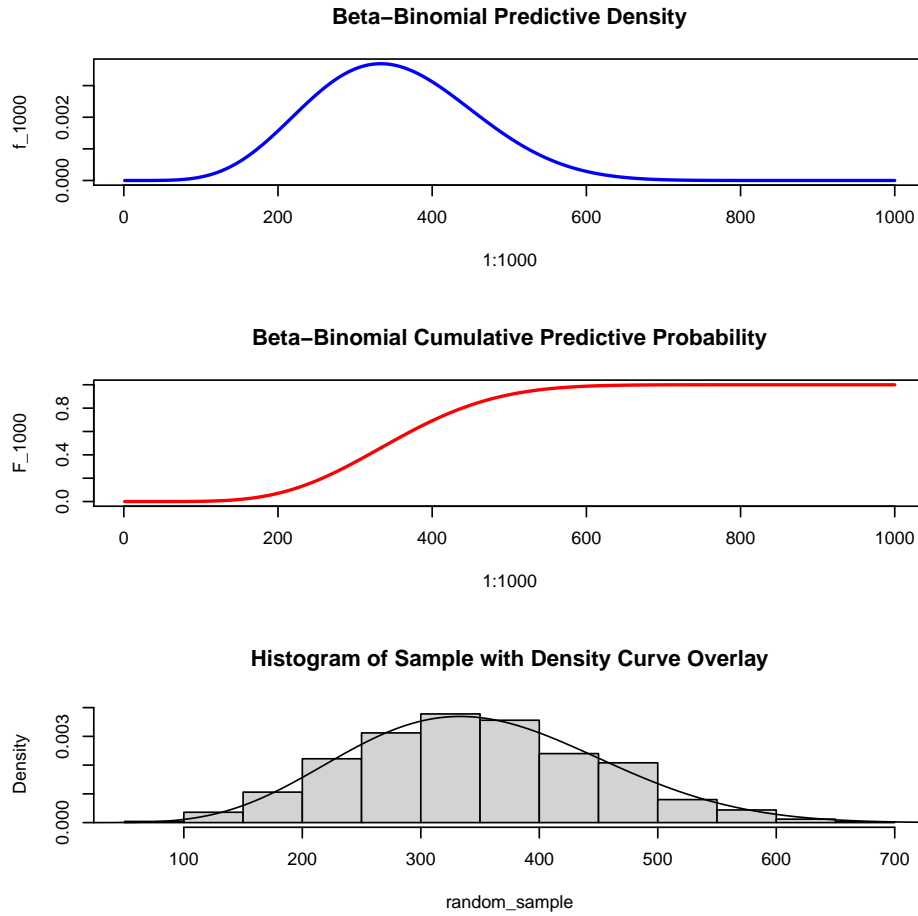 Beta−Binomial Predictive Density
f_1000
0.000 0.002
0 200 400 600 800 1000
1:1000
Beta−Binomial Cumulative Predictive Probability
F_1000
0.0 0.4 0.8
0 200 400 600 800 1000
1:1000
Histogram of Sample with Density Curve Overlay
Density
0.000 0.003
100 200 300 400 500 600 700
random_sample